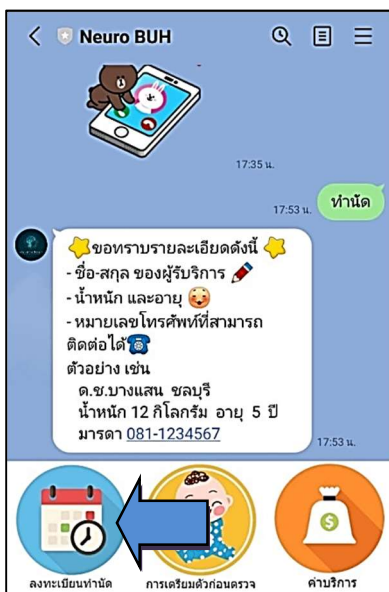 Neuro BUH
17:35 น.
ทำนัด
17:53 น.
ขอทราบรายละเอียดดังนี้
- ชื่อ-สกุล ของผู้รับริการ
- น้ำหนัก และอายุ
- หมายเลขโทรศัพท์ที่สามารถ
ติดต่อได้
ตัวอย่าง เช่น
ด.ช.บางแสน ชลบุรี
น้ำหนัก 12 กิโลกรัม อายุ 5 ปี
มารดา 081-1234567
17:53 น.
ลงทะเบียนทำนัด
การเตรียมตัวก่อนตรวจ
ค่าบริการ